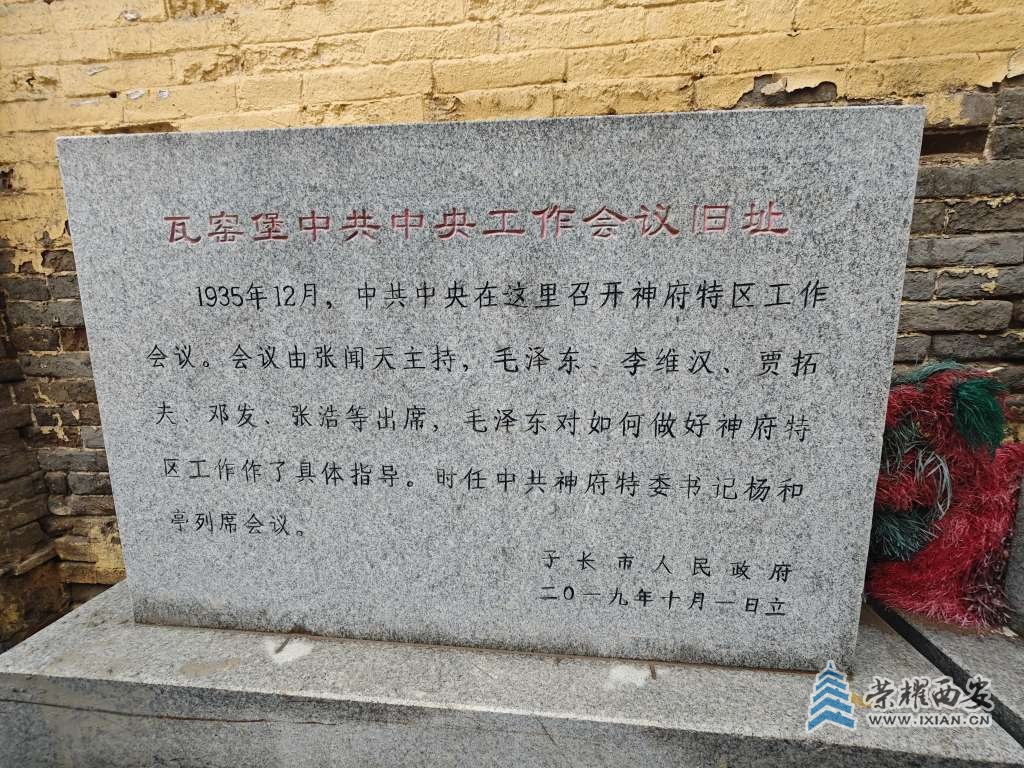 瓦窑堡中共中央工作会议旧址
1935年12月，中共中央在这里召开神府特区工作
会议。会议由张闻天主持，毛泽东、李维汉、贾拓
夫、邓发、张浩等出席，毛泽东对如何做好神府特
区工作作了具体指导。时任中共神府特委书记杨和
亭列席会议。
子长市人民政府
二〇一九年十月一日立
荣耀西安
WWW.IXIAN.CN